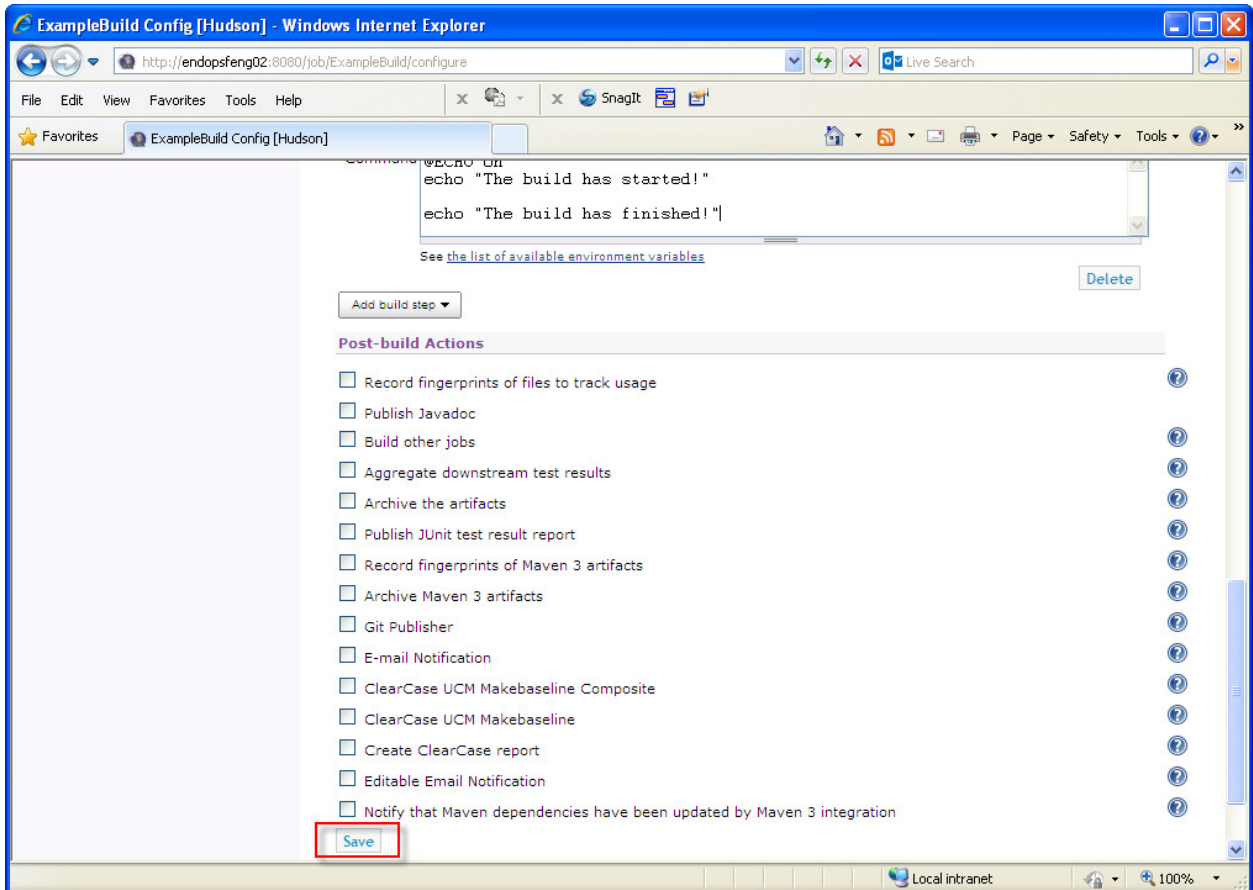 ExampleBuild Config [Hudson] - Windows Internet Explorer
http://endopsfeng02:8080/job/ExampleBuild/configure
Live Search
File Edit View Favorites Tools Help
x x SnagIt
Favorites ExampleBuild Config [Hudson] Page Safety Tools »
Command @ECHO on
echo "The build has started!"
echo "The build has finished!"
See the list of available environment variables
Delete
Add build step
Post-build Actions
Record fingerprints of files to track usage
Publish Javadoc
Build other jobs
Aggregate downstream test results
Archive the artifacts
Publish JUnit test result report
Record fingerprints of Maven 3 artifacts
Archive Maven 3 artifacts
Git Publisher
E-mail Notification
ClearCase UCM Makebaseline Composite
ClearCase UCM Makebaseline
Create ClearCase report
Editable Email Notification
Notify that Maven dependencies have been updated by Maven 3 integration
Save
Local intranet 100%